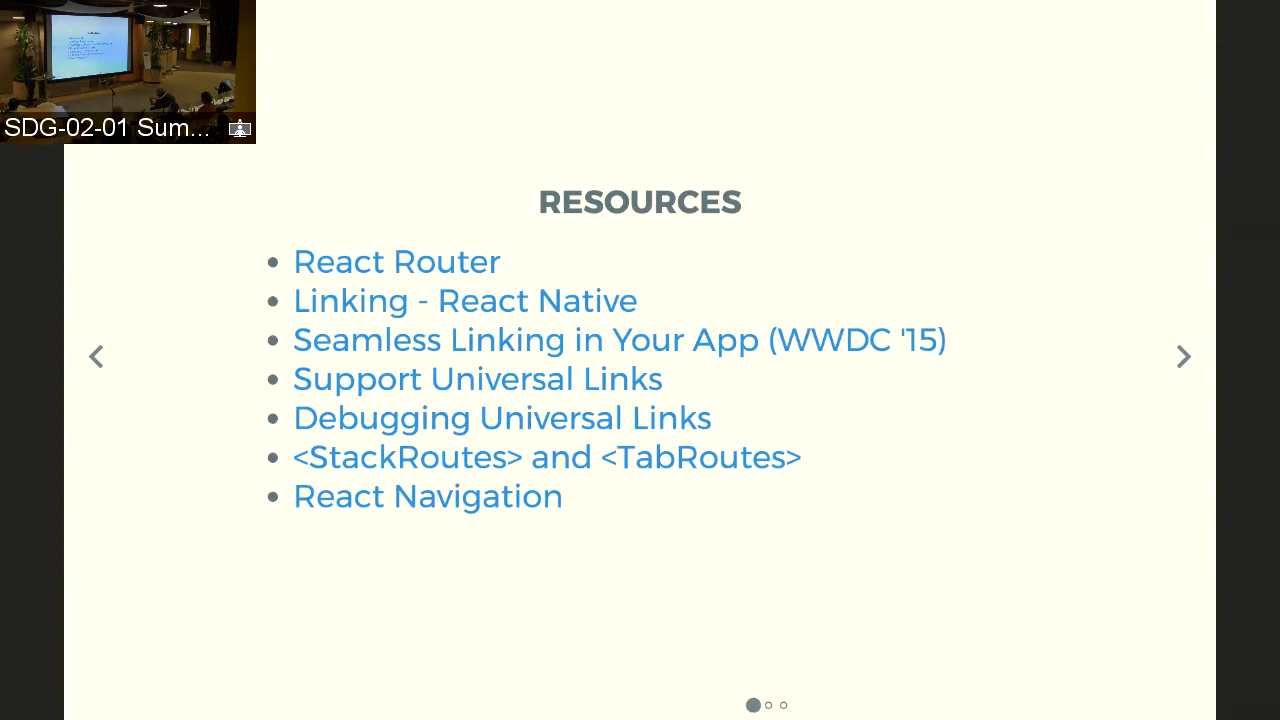 SDG-02-01 Sum...
RESOURCES
React Router
Linking - React Native
Seamless Linking in Your App (WWDC '15)
Support Universal Links
Debugging Universal Links
<StackRoutes> and <TabRoutes>
React Navigation